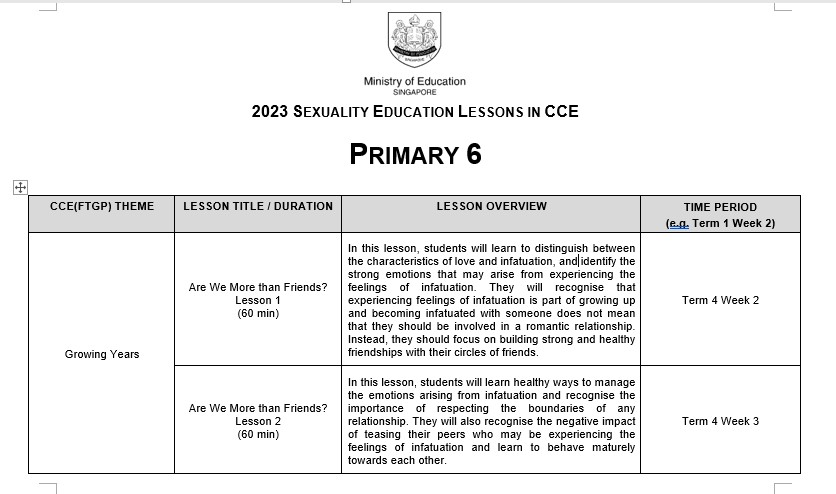 Ministry of Education
SINGAPORE
2023 SEXUALITY EDUCATION LESSONS IN CCE
PRIMARY 6
CCE(FTGP) THEME
LESSON TITLE / DURATION
LESSON OVERVIEW
TIME PERIOD
(e.g. Term 1 Week 2)
Growing Years
Are We More than Friends?
Lesson 1
(60 min)
In this lesson, students will learn to distinguish between
the characteristics of love and infatuation, and identify the
strong emotions that may arise from experiencing the
feelings of infatuation. They will recognise that
experiencing feelings of infatuation is part of growing up
and becoming infatuated with someone does not mean
that they should be involved in a romantic relationship.
Instead, they should focus on building strong and healthy
friendships with their circles of friends.
Term 4 Week 2
Are We More than Friends?
Lesson 2
(60 min)
In this lesson, students will learn healthy ways to manage
the emotions arising from infatuation and recognise the
importance of respecting the boundaries of any
relationship. They will also recognise the negative impact
of teasing their peers who may be experiencing the
feelings of infatuation and learn to behave maturely
towards each other.
Term 4 Week 3